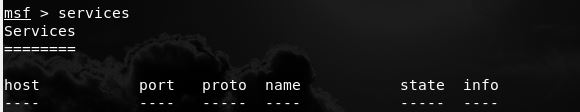 msf > services
Services
========
host port proto name state info
---- ---- ----- ---- ----- ----